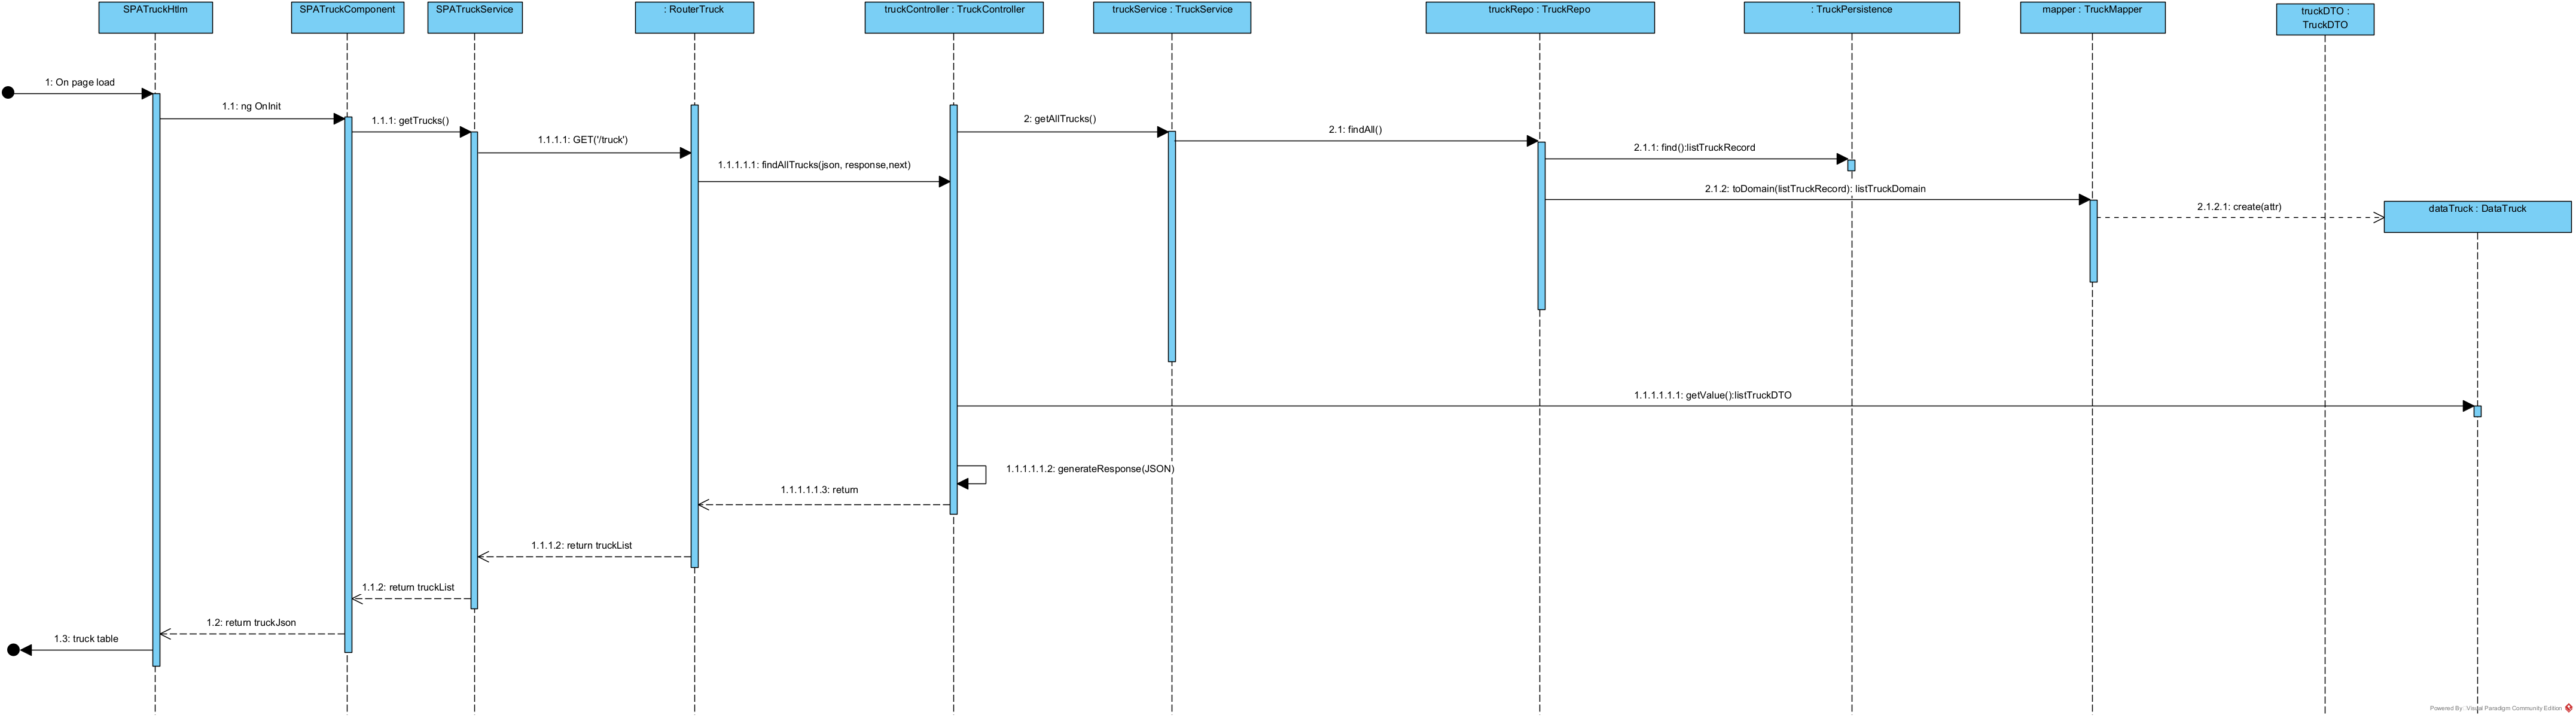 SPATruckHtlm
SPATruckComponent
SPATruckService
: RouterTruck
truckController : TruckController
truckService : TruckService
truckRepo : TruckRepo
: TruckPersistence
mapper : TruckMapper
truckDTO :
TruckDTO
1: On page load
1.1: ng OnInit
1.1.1: getTrucks()
2: getAllTrucks()
2.1: findAll()
1.1.1.1: GET('/truck')
2.1.1: find():listTruckRecord
1.1.1.1.1: findAllTrucks(json, response,next)
2.1.2: toDomain(listTruckRecord): listTruckDomain
2.1.2.1: create(attr)
dataTruck : DataTruck
1.1.1.1.1.1: getValue():listTruckDTO
1.1.1.1.1.2: generateResponse(JSON)
1.1.1.1.1.3: return
1.1.1.2: return truckList
1.1.2: return truckList
1.2: return truckJson
1.3: truck table
Powered By: Visual Paradigm Community Edition